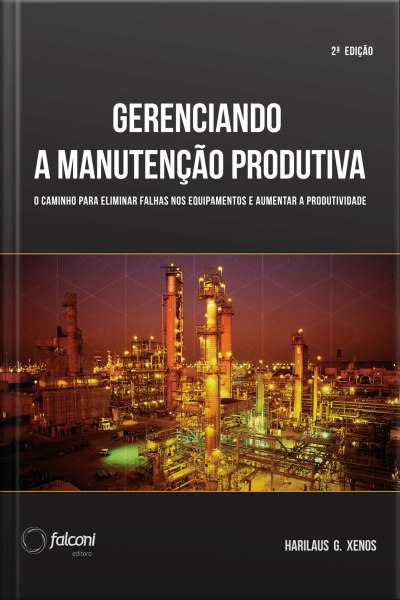 2ª EDIÇÃO
GERENCIANDO
A MANUTENÇÃO PRODUTIVA
O CAMINHO PARA ELIMINAR FALHAS NOS EQUIPAMENTOS E AUMENTAR A PRODUTIVIDADE
falconi
editora
HARILAUS G. XENOS